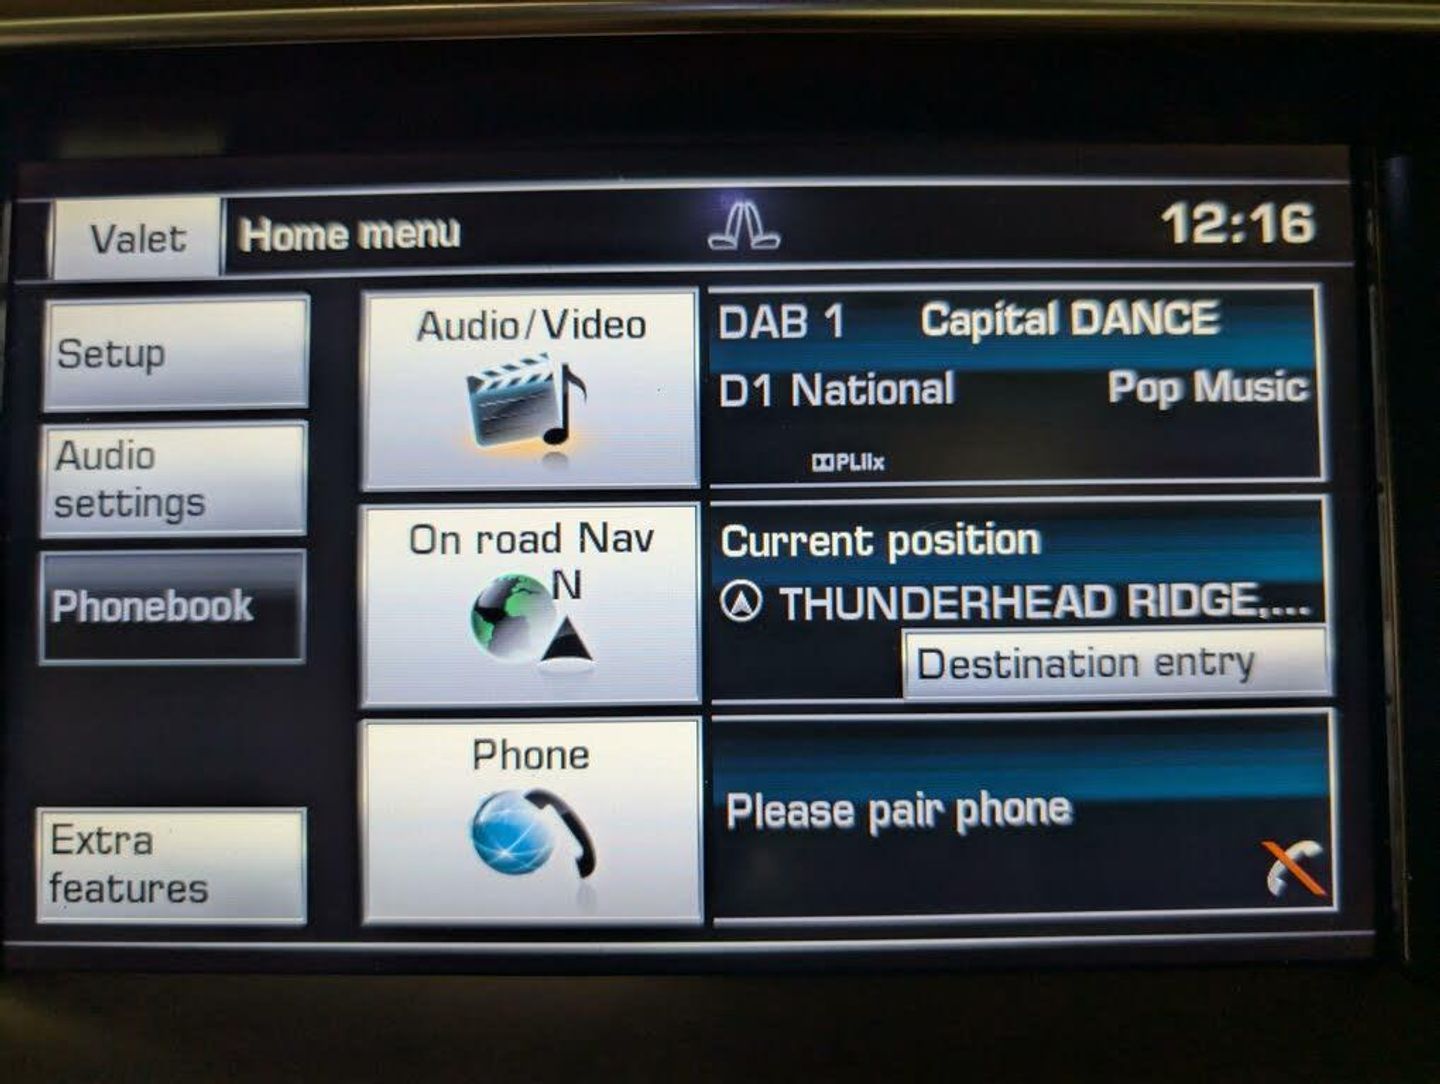 Valet
Home menu
12:16
Setup
Audio
settings
Phonebook
Extra
features
Audio/Video
On road Nav
N
Phone
DAB 1 Capital DANCE
D1 National Pop Music
PLIIx
Current position
THUNDERHEAD RIDGE,...
Destination entry
Please pair phone